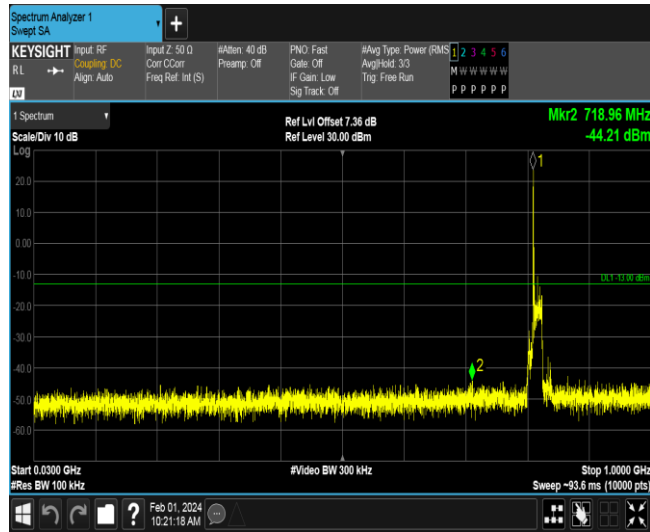 Spectrum Analyzer 1
Swept SA
+
KEYSIGHT
RL
LXI
Input: RF
Coupling: DC
Align: Auto
Input Z: 50 Ω
Corr CCorr
Freq Ref: Int (S)
#Atten: 40 dB
Preamp: Off
PNO: Fast
Gate: Off
IF Gain: Low
Sig Track: Off
#Avg Type: Power (RMS
Avg|Hold: 3/3
Trig: Free Run
1 2 3 4 5 6
M W W W W W
P P P P P P
1 Spectrum
Scale/Div 10 dB
Log
Ref Lvl Offset 7.36 dB
Ref Level 30.00 dBm
Mkr2 718.96 MHz
-44.21 dBm
1
20.0
10.0
0.00
-10.0
DL1 -13.00 dBm
-20.0
-30.0
-40.0
2
-50.0
-60.0
Start 0.0300 GHz
#Res BW 100 kHz
#Video BW 300 kHz
Stop 1.0000 GHz
Sweep ~93.6 ms (10000 pts)
?
Feb 01, 2024
10:21:18 AM